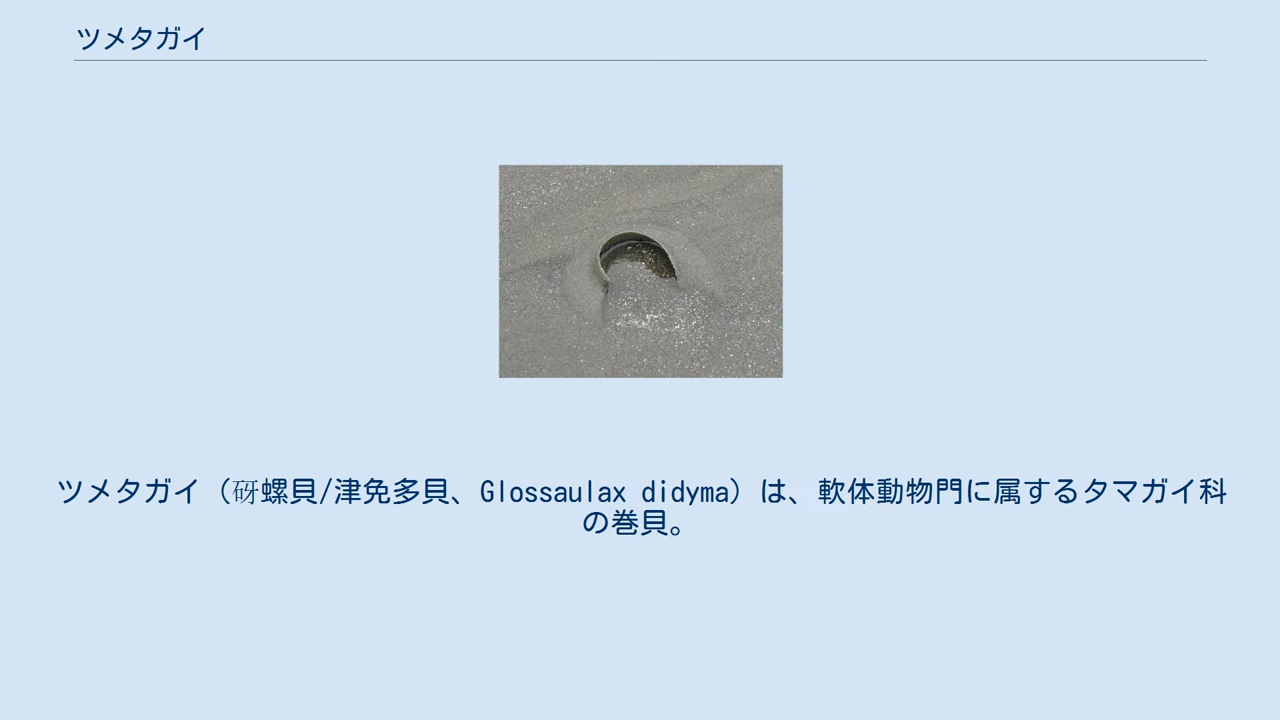 ツメタガイ
ツメタガイ（砑螺貝/津免多貝、Glossaulax didyma）は、軟体動物門に属するタマガイ科
の巻貝。